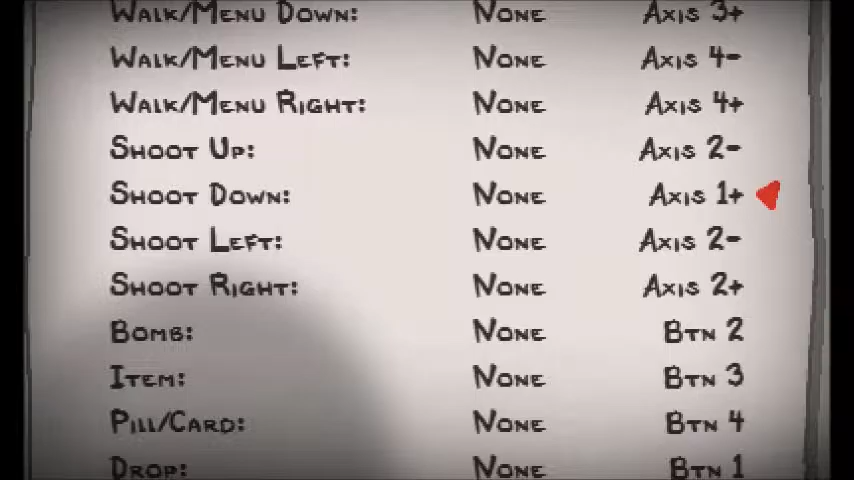 Walk/Menu Down: None Axis 3+
Walk/Menu Left: None Axis 4-
Walk/Menu Right: None Axis 4+
Shoot Up: None Axis 2-
Shoot Down: None Axis 1+
Shoot Left: None Axis 2-
Shoot Right: None Axis 2+
Bomb: None Btn 2
Item: None Btn 3
Pill/Card: None Btn 4
Drop: None Btn 1